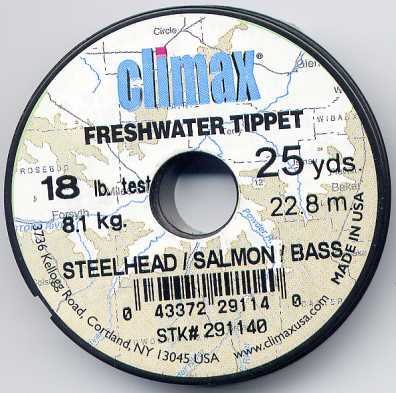 Circle
climax®
FRESHWATER TIPPET
18 lb. test
8.1 kg.
25 yds.
22.8 m.
STEELHEAD / SALMON / BASS
0 43372 29114 0
STK# 291140
3736 Kellogg Road, Cortland, NY 13045 USA
www.climaxusa.com
MADE IN USA
ROSEBUD
Forsyth
WIBAUX
Baker
Powder R.